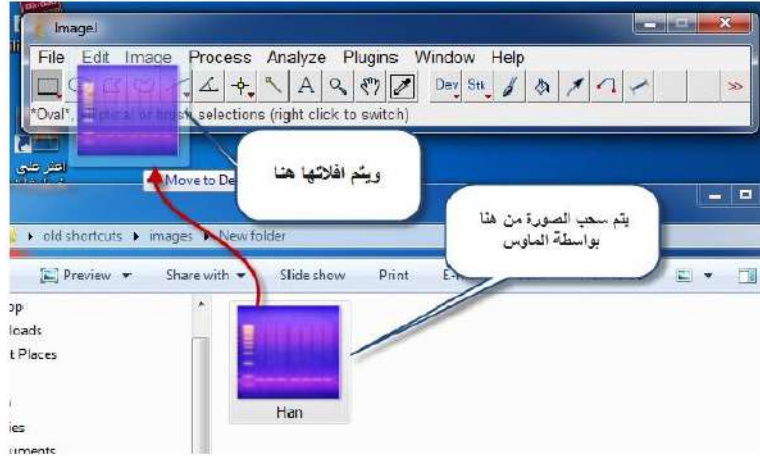 ImageJ
File Edit Image Process Analyze Plugins Window Help
A Dev Stk >>
*Oval*, or brush selections (right click to switch)
ويتم افلاتها هنا
Move to De
يتم سحب الصورة من هنا
بواسطة الماوس
old shortcuts images New folder
Preview Share with Slide show Print
loads
t Places
Han
ies
uments